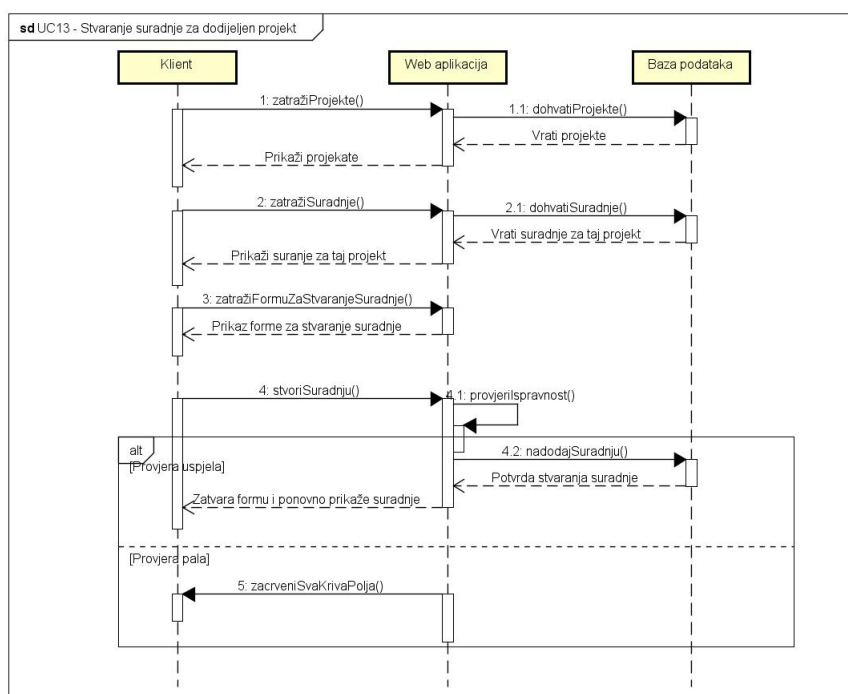 sd UC13 - Stvaranje suradnje za dodijeljen projekt
Klient
Web aplikacija
Baza podataka
1: zatražiProjekte()
1.1: dohvatiProjekte()
Vrati projekte
Prikaži projekate
2: zatražiSuradnje()
2.1: dohvatiSuradnje()
Vrati suradnje za taj projekt
Prikaži suranje za taj projekt
3: zatražiFormuZaStvaranjeSuradnje()
Prikaz forme za stvaranje suradnje
4: stvoriSuradnju()
4.1: provjeriIspravnost()
alt
[Provjera uspjela]
4.2: nadodajSuradnju()
Potvrda stvaranja suradnje
Zatvara formu i ponovno prikaže suradnje
[Provjera pala]
5: zacrveniSvaKrivaPolja()